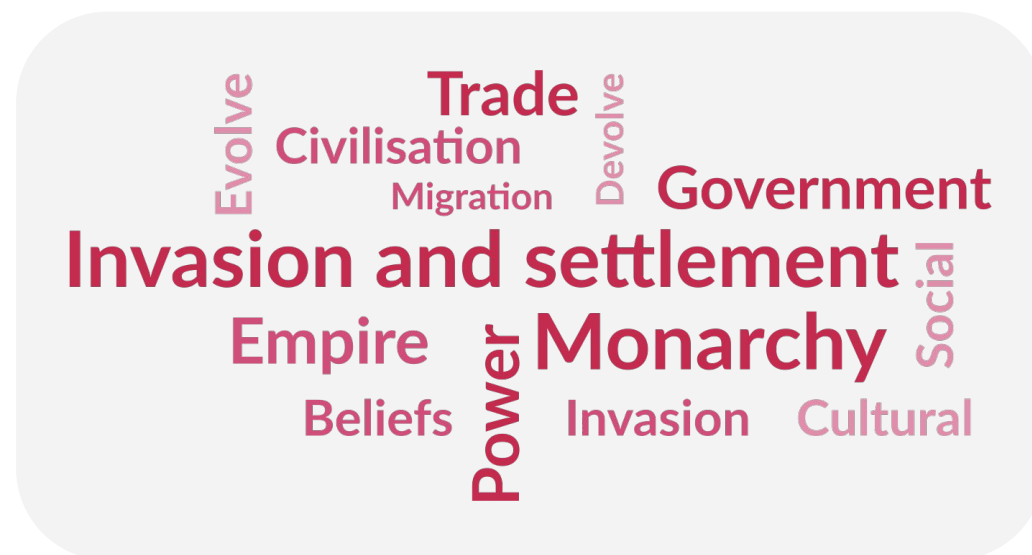 Evolve
Trade
Devolve
Civilisation
Migration
Government
Invasion and settlement
Social
Empire
Power
Monarchy
Beliefs
Invasion
Cultural